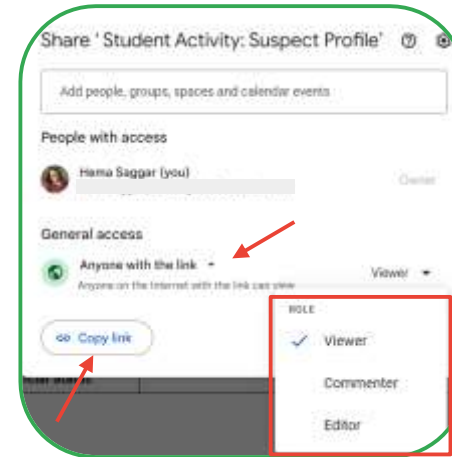 Share ' Student Activity: Suspect Profile'
Add people, groups, spaces and calendar events
People with access
Hema Saggar (you)
Owner
General access
Anyone with the link
Anyone on the Internet with the link can view
Viewer
ROLE
Viewer
Commenter
Editor
Copy link